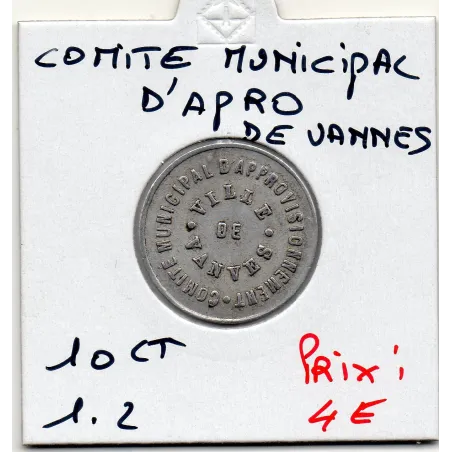 COMITE MUNICIPAL
D'APRO
DE VANNES
COMITE MUNICIPAL D'APPROVISIONNEMENT
VILLE
DE
VANNES
10 CT
1.2
PRIX :
4E